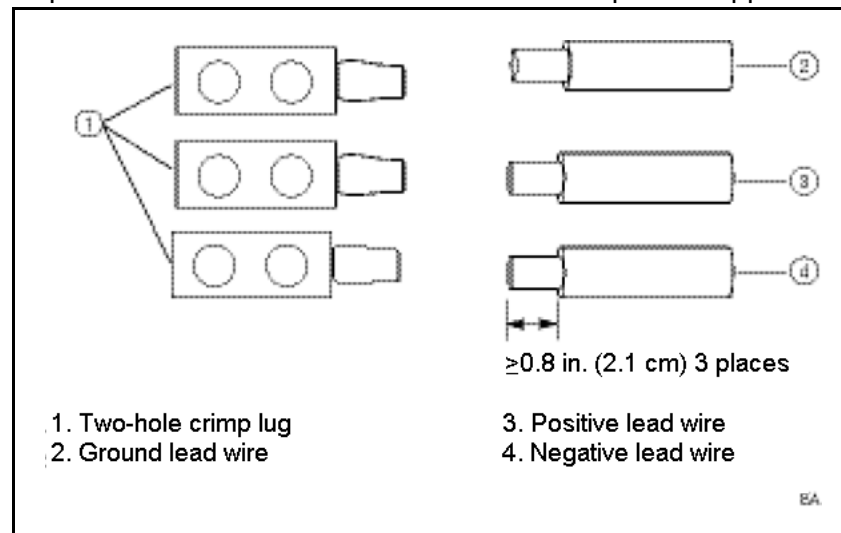 1
2
3
4
≥0.8 in. (2.1 cm) 3 places
1. Two-hole crimp lug
2. Ground lead wire
3. Positive lead wire
4. Negative lead wire